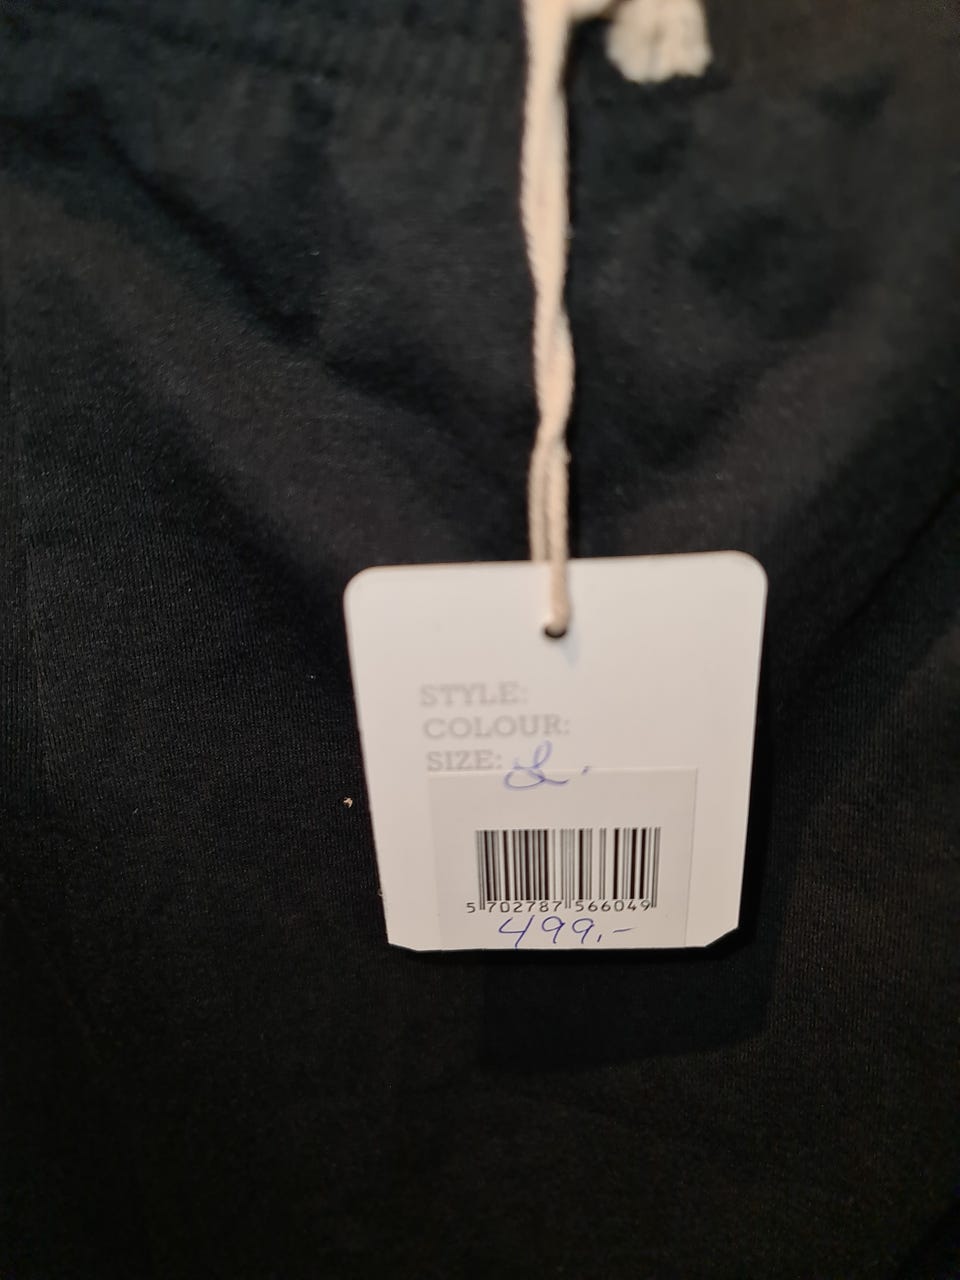 STYLE:
COLOUR:
SIZE: L.
5 702787 566049
499,-